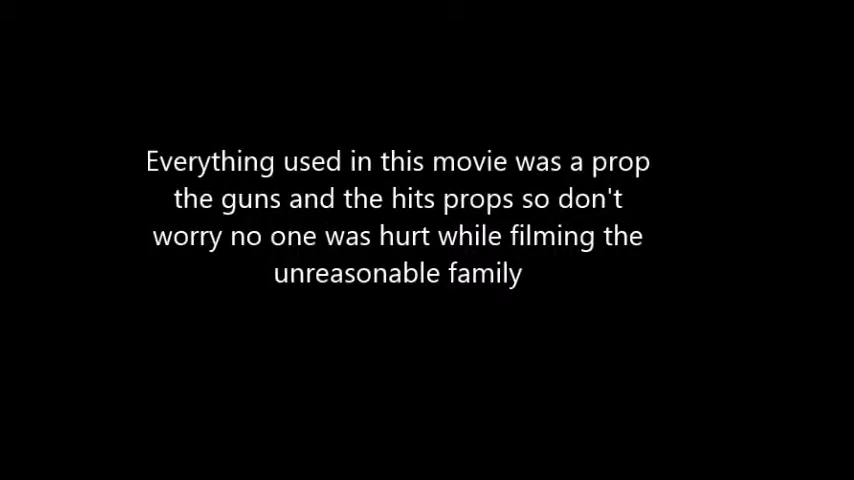 Everything used in this movie was a prop
the guns and the hits props so don't
worry no one was hurt while filming the
unreasonable family